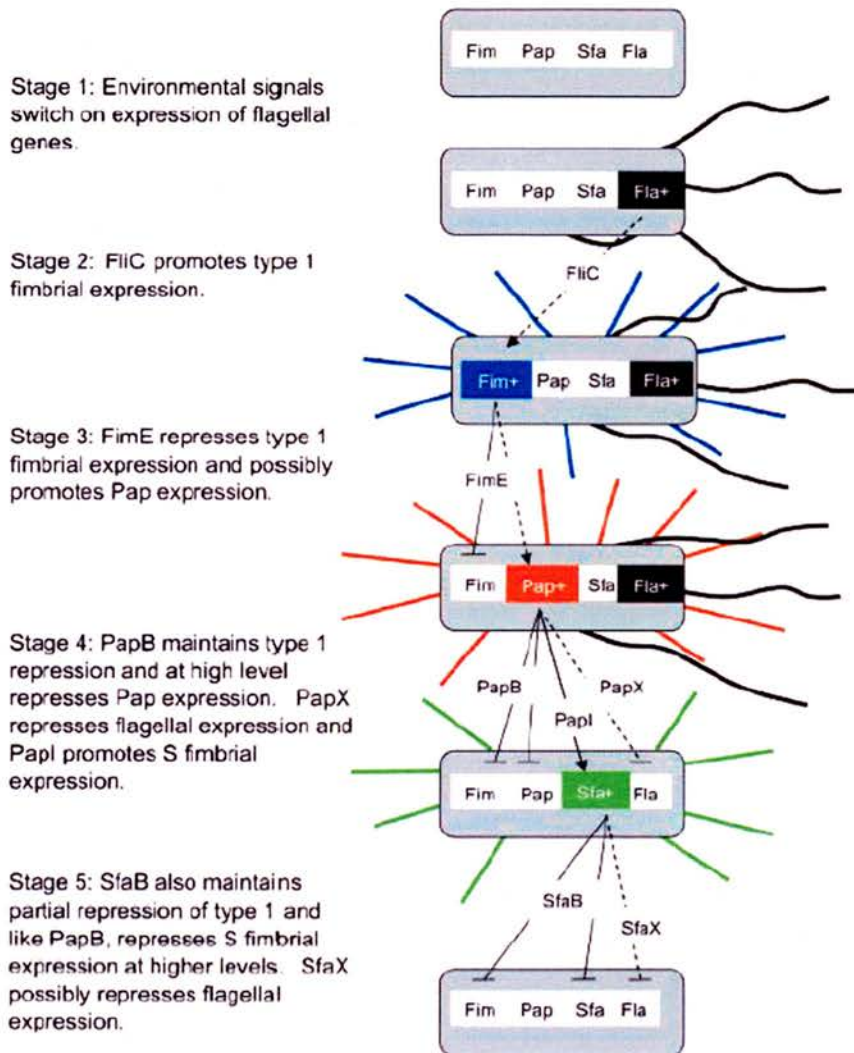 Fim Pap Sfa Fla
Stage 1: Environmental signals
switch on expression of flagellal
genes.
Fim Pap Sfa Fla+
Stage 2: FliC promotes type 1
fimbrial expression.
FliC
Fim+ Pap Sfa Fla+
Stage 3: FimE represses type 1
fimbrial expression and possibly
promotes Pap expression.
FimE
Fim Pap+ Sfa Fla+
Stage 4: PapB maintains type 1
repression and at high level
represses Pap expression. PapX
represses flagellal expression and
PapI promotes S fimbrial
expression.
PapB PapX
PapI
Fim Pap Sfa+ Fla
Stage 5: SfaB also maintains
partial repression of type 1 and
like PapB, represses S fimbrial
expression at higher levels. SfaX
possibly represses flagellal
expression.
SfaB
SfaX
Fim Pap Sfa Fla